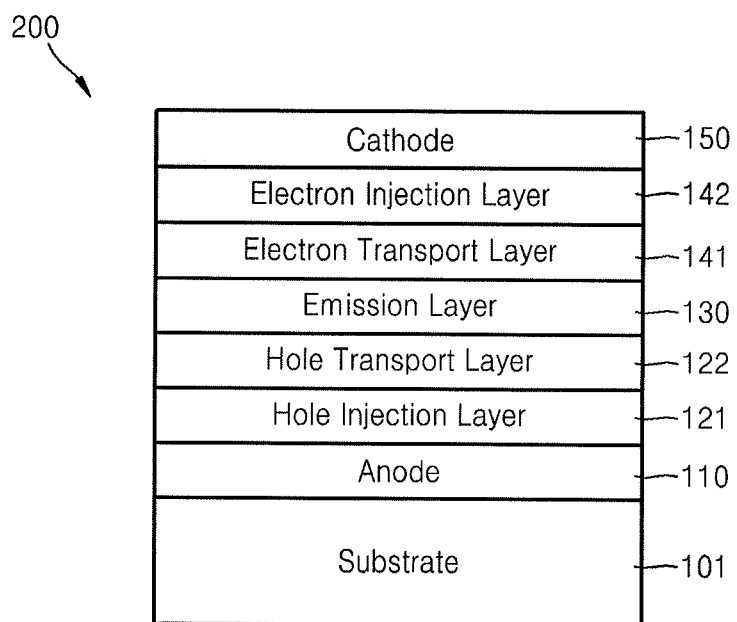 200
Cathode 150
Electron Injection Layer 142
Electron Transport Layer 141
Emission Layer 130
Hole Transport Layer 122
Hole Injection Layer 121
Anode 110
Substrate 101